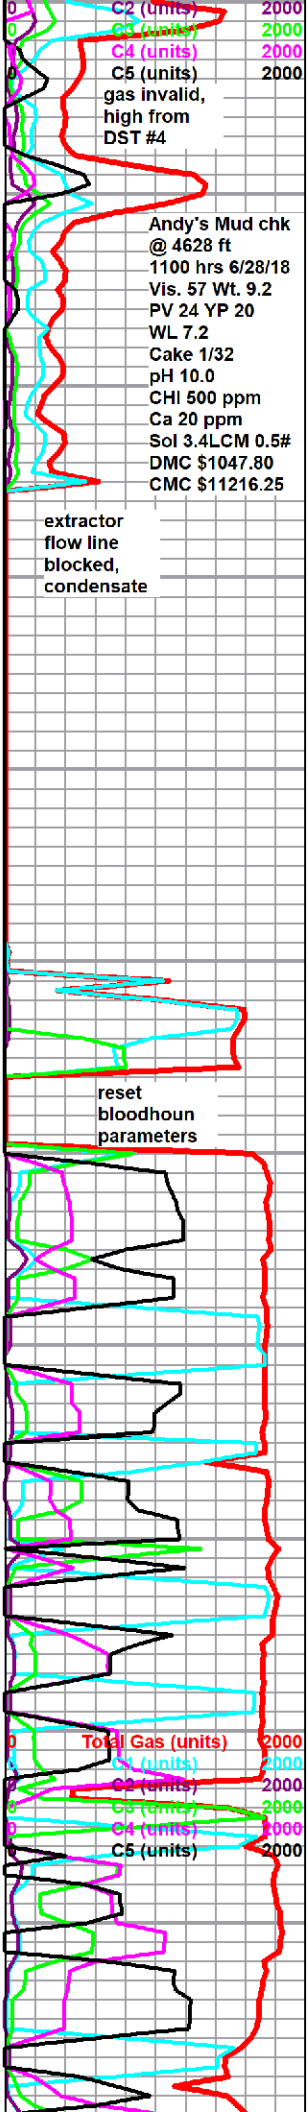 C2 (units) 2000
0 C3 (units) 2000
C4 (units) 2000
0 C5 (units) 2000
gas invalid,
high from
DST #4
Andy's Mud chk
@ 4628 ft
1100 hrs 6/28/18
Vis. 57 Wt. 9.2
PV 24 YP 20
WL 7.2
Cake 1/32
pH 10.0
CHl 500 ppm
Ca 20 ppm
Sol 3.4LCM 0.5#
DMC $1047.80
CMC $11216.25
extractor
flow line
blocked,
condensate
reset
bloodhoun
parameters
0 Total Gas (units) 2000
C1 (units) 2000
0 C2 (units) 2000
0 C3 (units) 2000
0 C4 (units) 2000
C5 (units) 2000